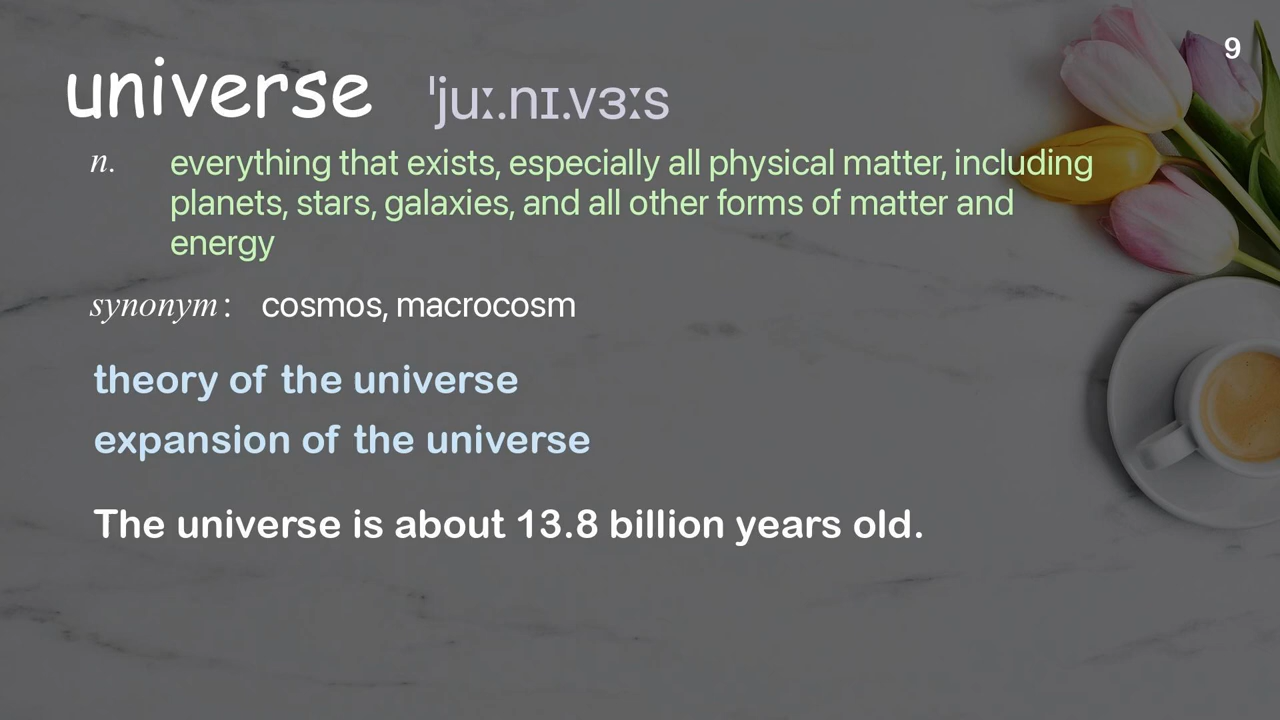 9
universe ˈjuː.nɪ.vɜːs
n. everything that exists, especially all physical matter, including
planets, stars, galaxies, and all other forms of matter and
energy
synonym: cosmos, macrocosm
theory of the universe
expansion of the universe
The universe is about 13.8 billion years old.